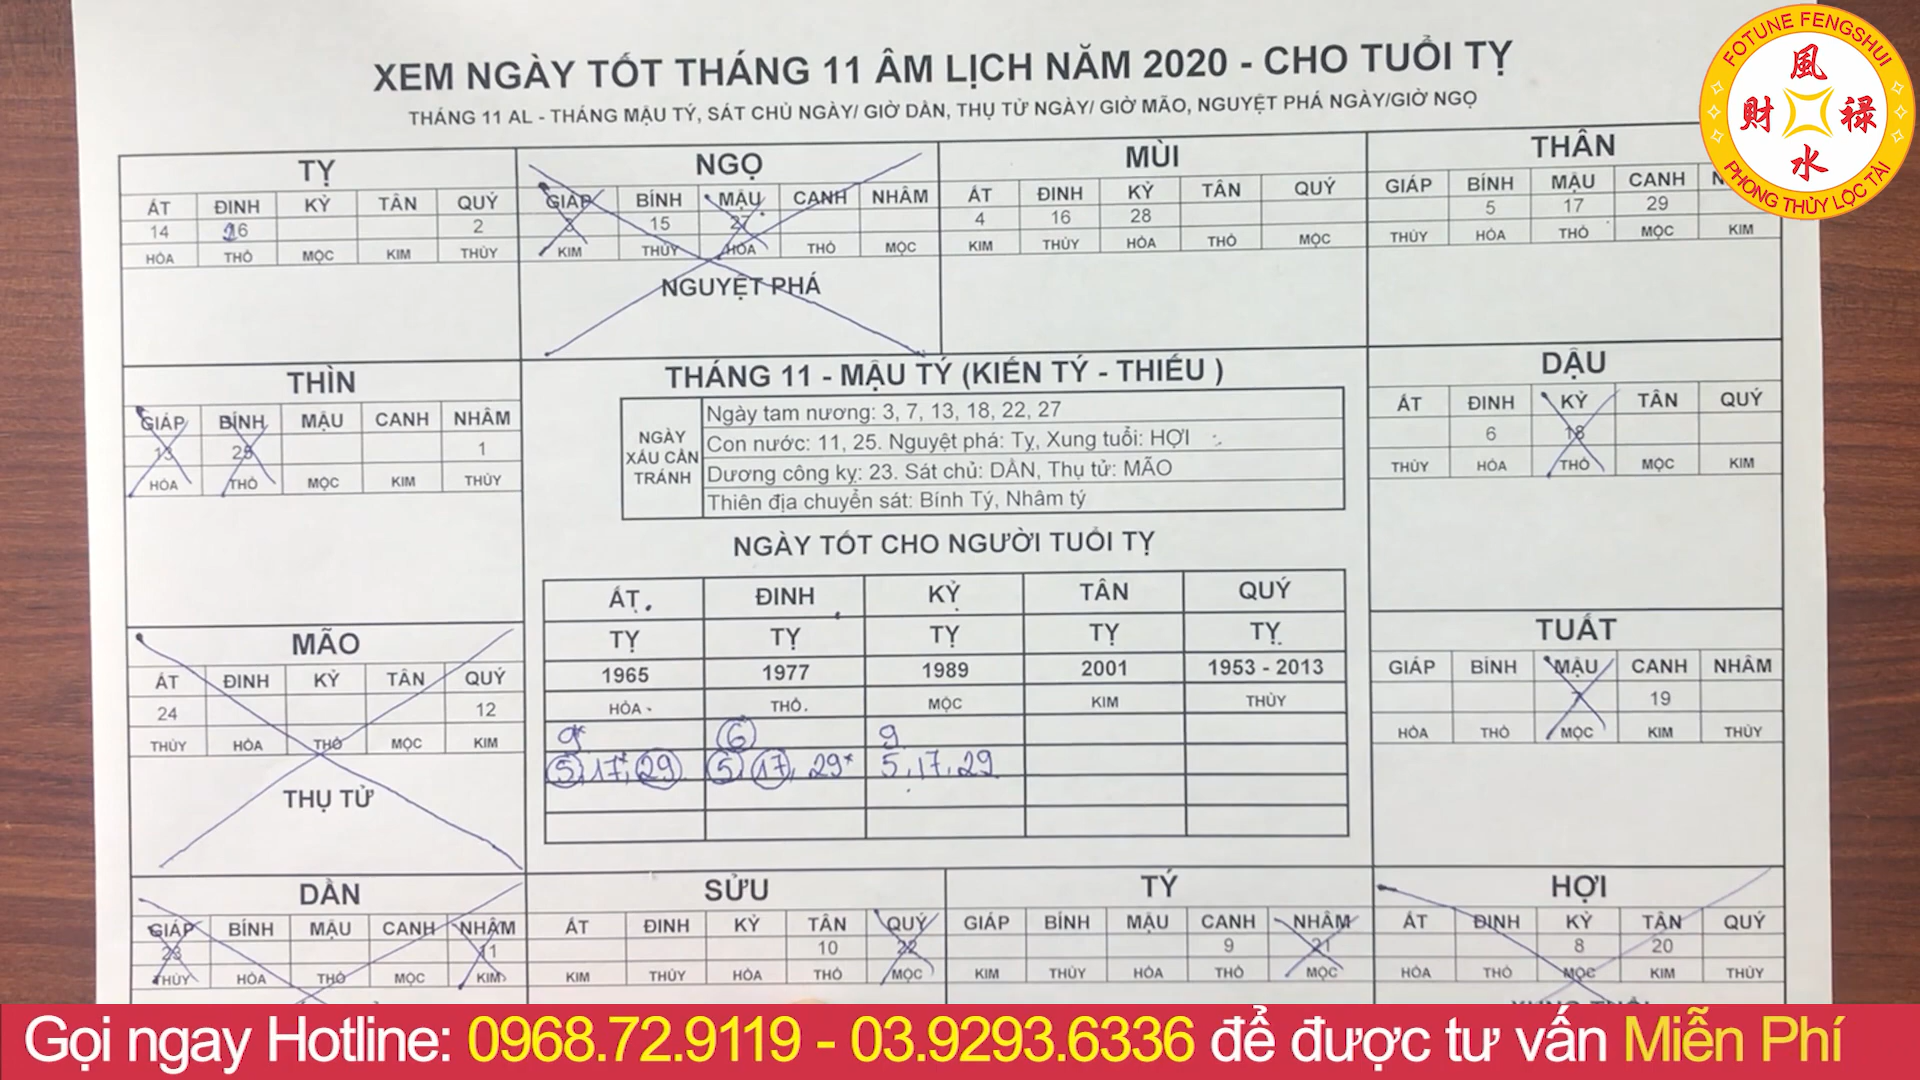 XEM NGÀY TỐT THÁNG 11 ÂM LỊCH NĂM 2020 - CHO TUỔI TỴ
THÁNG 11 AL - THÁNG MẬU TÝ, SÁT CHỦ NGÀY/ GIỜ DẦN, THỤ TỬ NGÀY/ GIỜ MÃO, NGUYỆT PHÁ NGÀY/GIỜ NGỌ
FOTUNE FENGSHUI
風
財 祿
水
PHONG THỦY LỘC TÀI
TỴ
ẤT ĐINH KỶ TÂN QUÝ
14 26 2
HỎA THỔ MỘC KIM THỦY
NGỌ
GIÁP BÍNH MẬU CANH NHÂM
3 15 27
KIM THỦY HỎA THỔ MỘC
NGUYỆT PHÁ
MÙI
ẤT ĐINH KỶ TÂN QUÝ
4 16 28
KIM THỦY HỎA THỔ MỘC
THÂN
GIÁP BÍNH MẬU CANH
5 17 29
THỦY HỎA THỔ MỘC KIM
THÌN
GIÁP BÍNH MẬU CANH NHÂM
13 25 1
HỎA THỔ MỘC KIM THỦY
THÁNG 11 - MẬU TÝ (KIẾN TÝ - THIẾU )
NGÀY XẤU CẦN TRÁNH
Ngày tam nương: 3, 7, 13, 18, 22, 27
Con nước: 11, 25. Nguyệt phá: Tỵ, Xung tuổi: HỢI
Dương công kỵ: 23. Sát chủ: DẦN, Thụ tử: MÃO
Thiên địa chuyển sát: Bính Tý, Nhâm tý
DẬU
ẤT ĐINH KỶ TÂN QUÝ
6 18
THỦY HỎA THỔ MỘC KIM
NGÀY TỐT CHO NGƯỜI TUỔI TỴ
ẤT ĐINH KỶ TÂN QUÝ
TỴ TỴ TỴ TỴ TỴ
1965 1977 1989 2001 1953 - 2013
HỎA THỔ MỘC KIM THỦY
9* 6 9
5, 17*, 29 5, 17, 29* 5, 17, 29
MÃO
ẤT ĐINH KỶ TÂN QUÝ
24 12
THỦY HỎA THỔ MỘC KIM
THỤ TỬ
TUẤT
GIÁP BÍNH MẬU CANH NHÂM
7 19
HỎA THỔ MỘC KIM THỦY
DẦN
GIÁP BÍNH MẬU CANH NHÂM
23 11
THỦY HỎA THỔ MỘC KIM
SỬU
ẤT ĐINH KỶ TÂN QUÝ
10 22
KIM THỦY HỎA THỔ MỘC
TÝ
GIÁP BÍNH MẬU CANH NHÂM
9 21
KIM THỦY HỎA THỔ MỘC
HỢI
ẤT ĐINH KỶ TÂN QUÝ
8 20
HỎA THỔ MỘC KIM THỦY
Gọi ngay Hotline: 0968.72.9119 - 03.9293.6336 để được tư vấn Miễn Phí